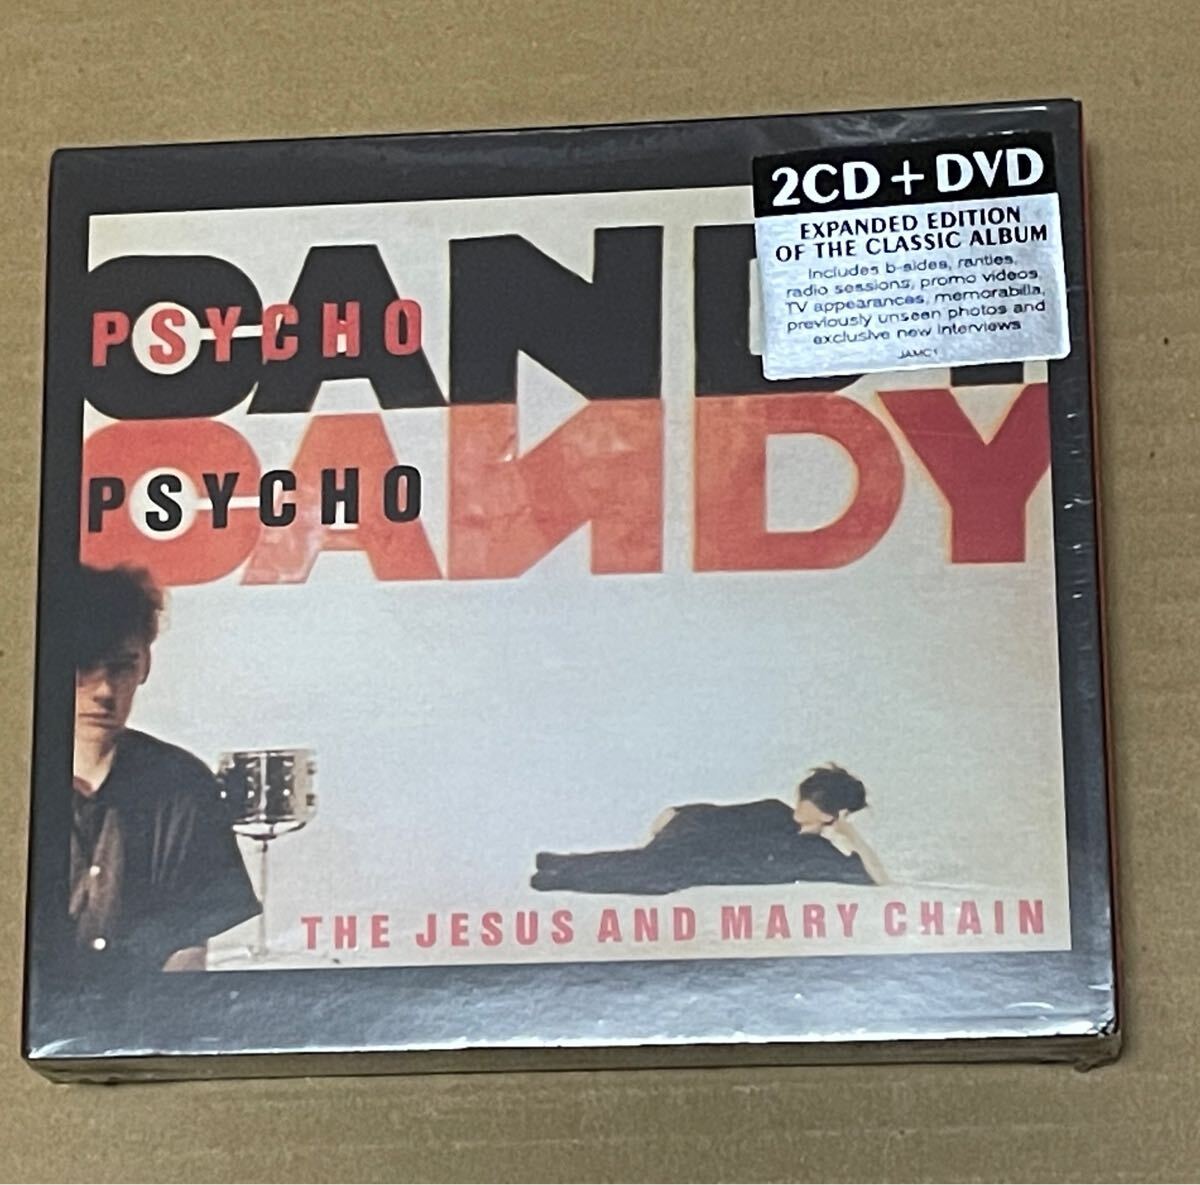 2CD + DVD
EXPANDED EDITION
OF THE CLASSIC ALBUM
Includes b-sides, rarities,
radio sessions, promo videos,
TV appearances, memorabilia,
previously unseen photos and
exclusive new interviews
JAMC1
CANDY
PSYCHO
CANDY
PSYCHO
THE JESUS AND MARY CHAIN